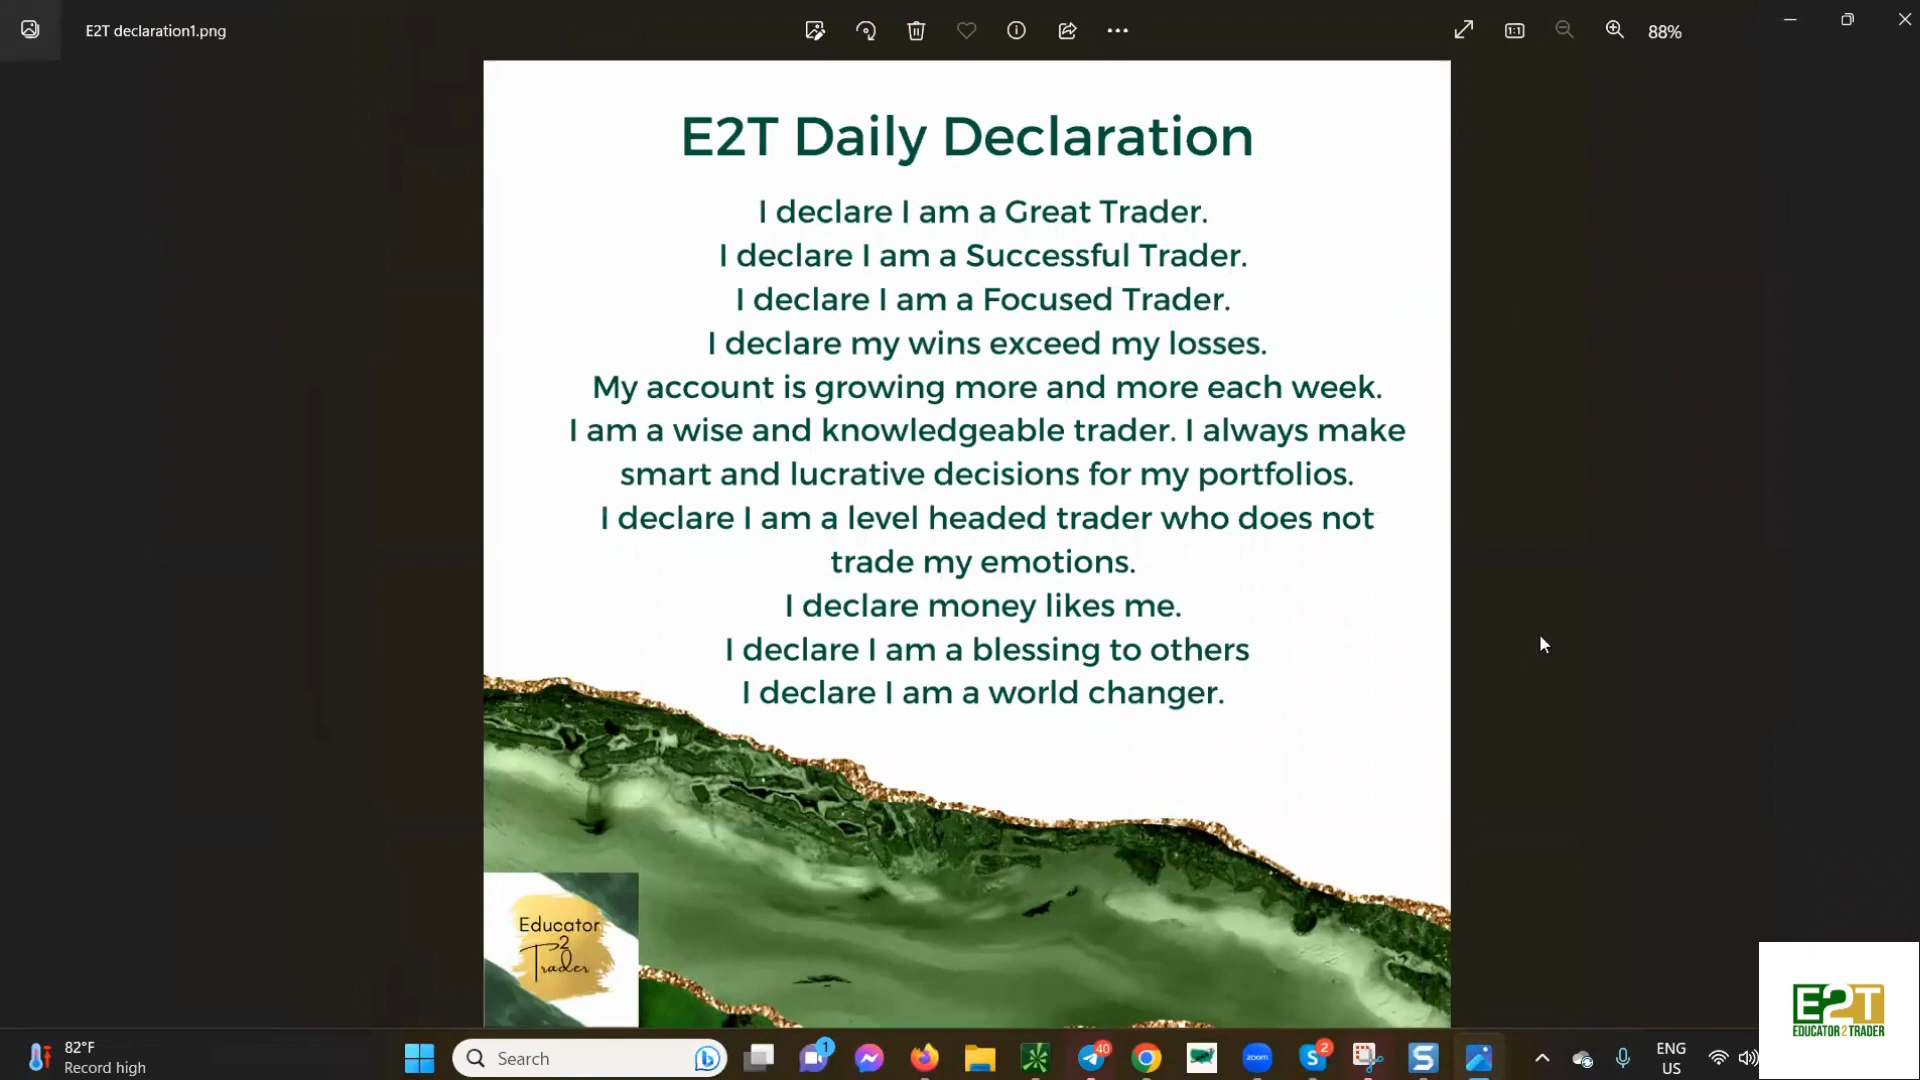 E2T declaration1.png
88%
E2T Daily Declaration
I declare I am a Great Trader.
I declare I am a Successful Trader.
I declare I am a Focused Trader.
I declare my wins exceed my losses.
My account is growing more and more each week.
I am a wise and knowledgeable trader. I always make
smart and lucrative decisions for my portfolios.
I declare I am a level headed trader who does not
trade my emotions.
I declare money likes me.
I declare I am a blessing to others
I declare I am a world changer.
Educator
2
Trader
E2T
EDUCATOR2TRADER
82°F
Record high
Search
1
40
zoom
2
ENG
US